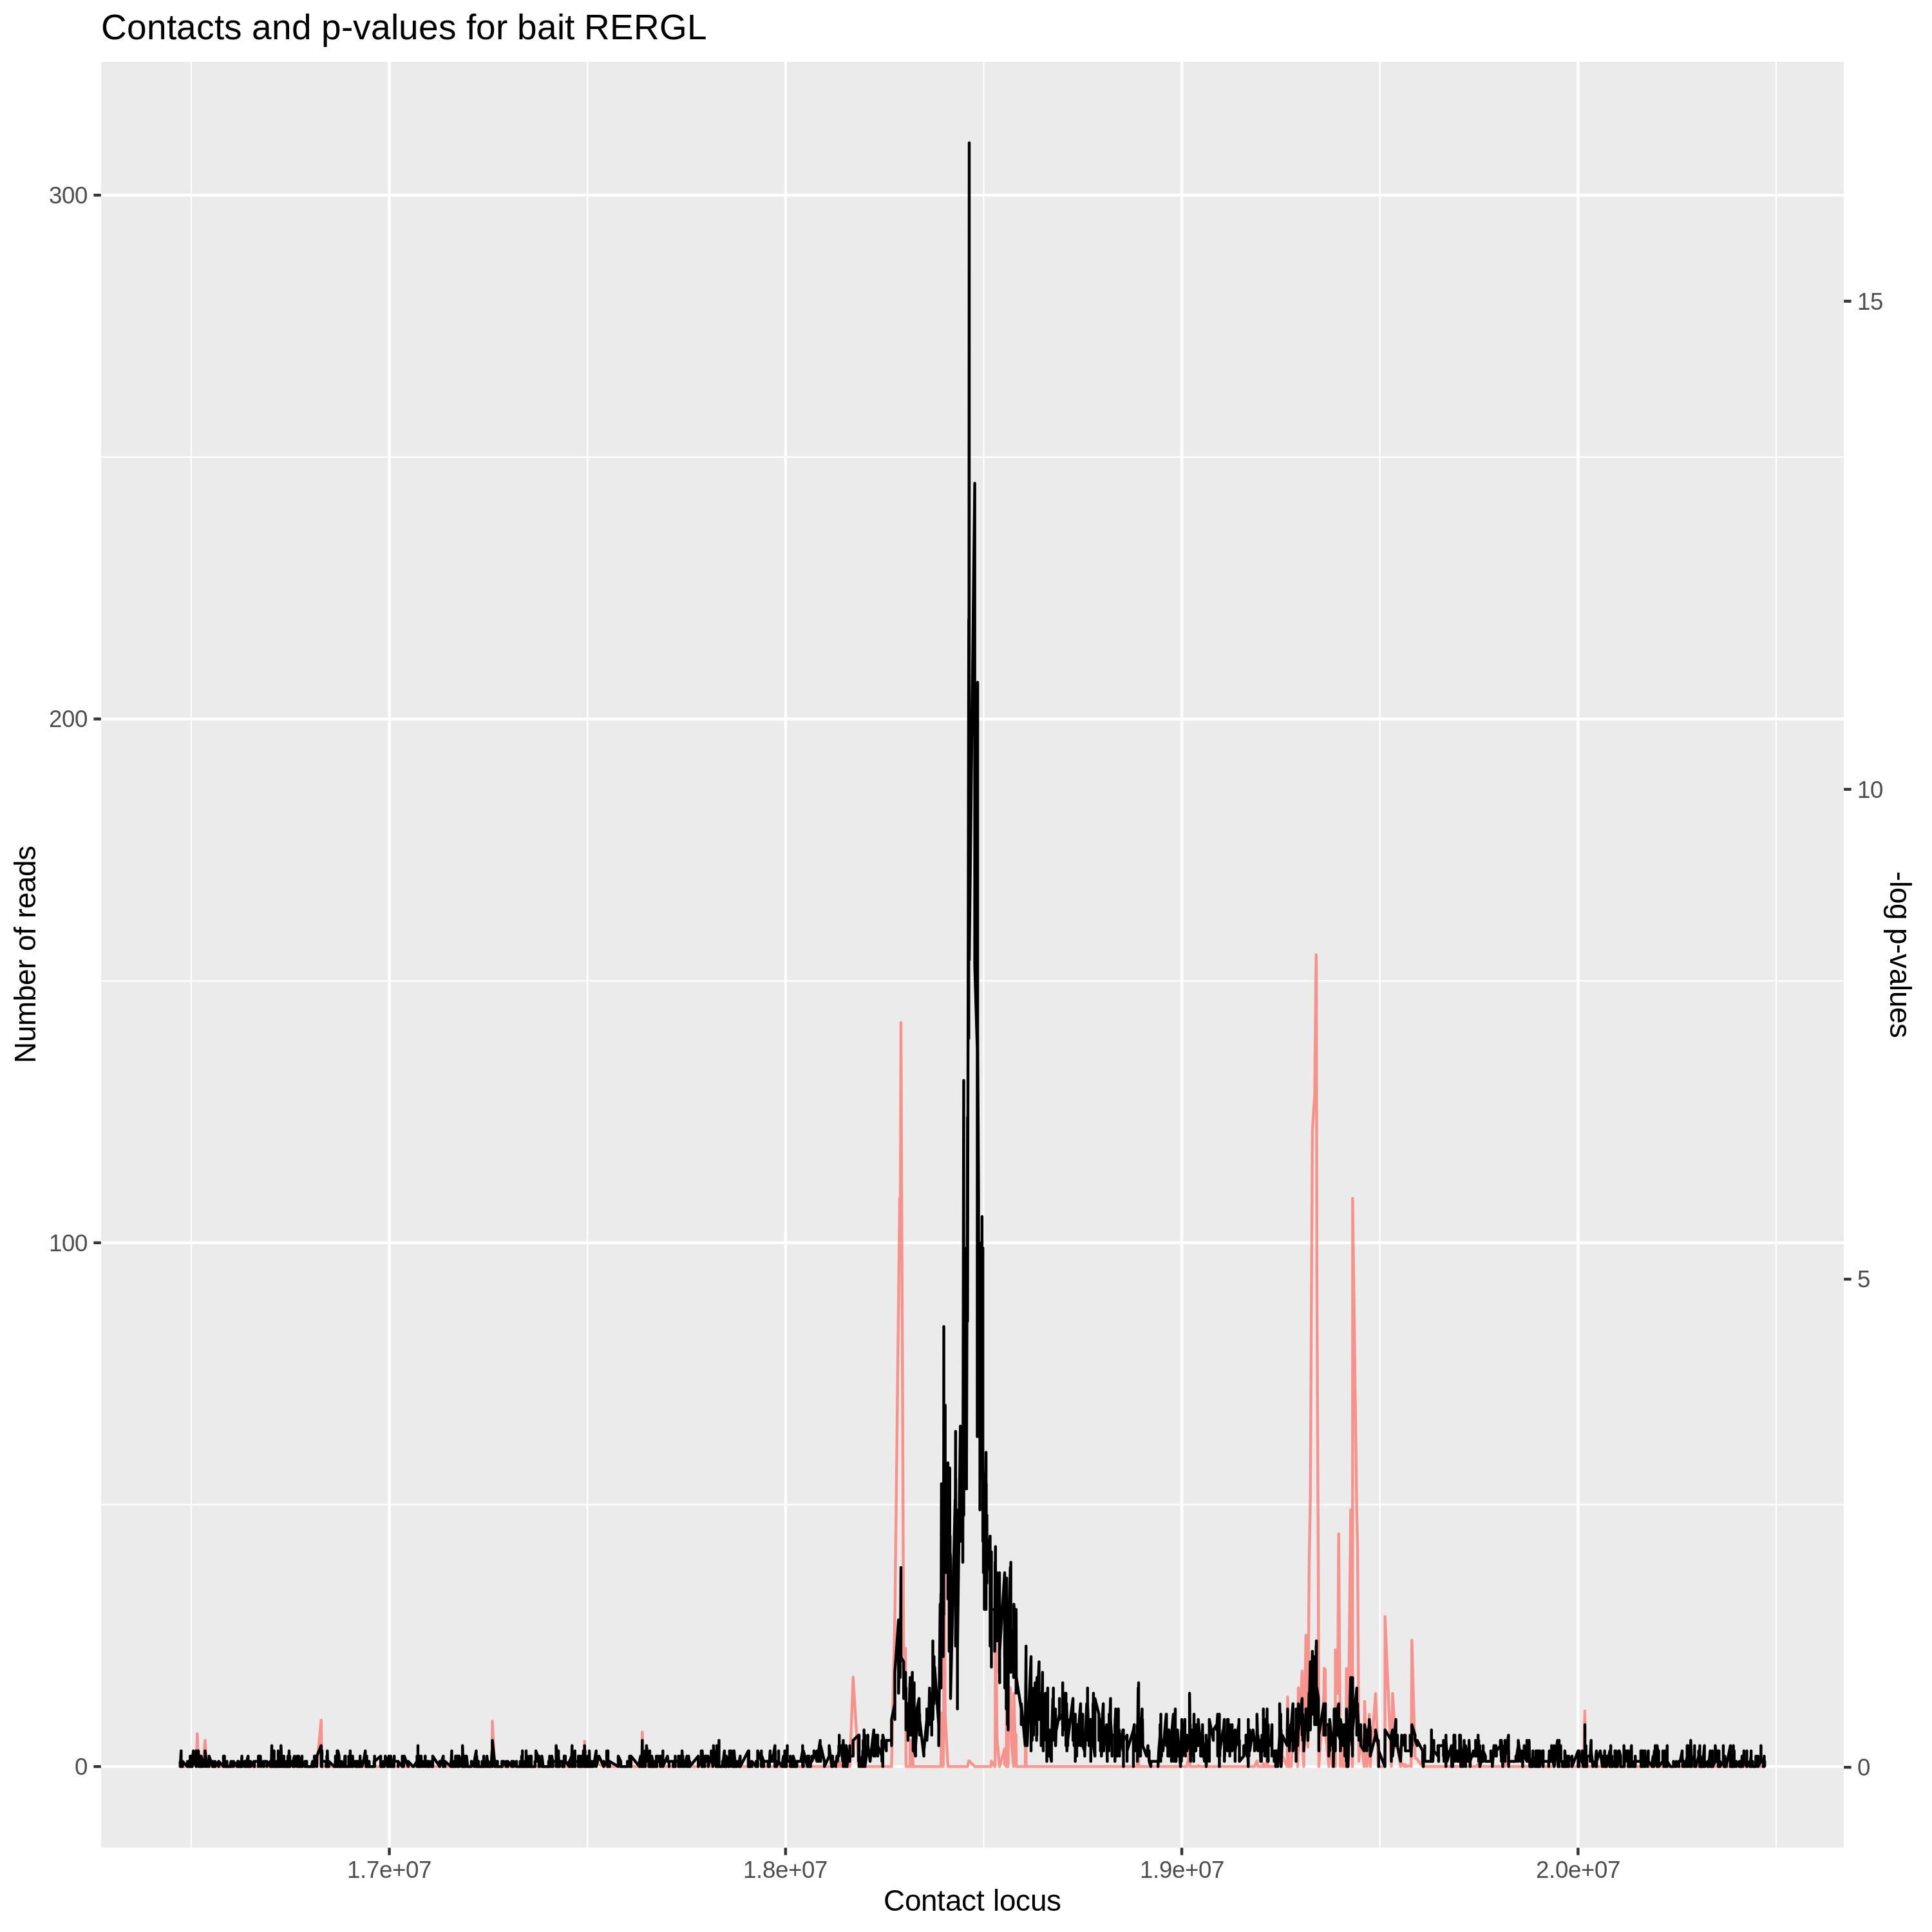 Contacts and p-values for bait RERGL
300
200
100
0
Number of reads
15
10
5
0
-log p-values
1.7e+07 1.8e+07 1.9e+07 2.0e+07
Contact locus